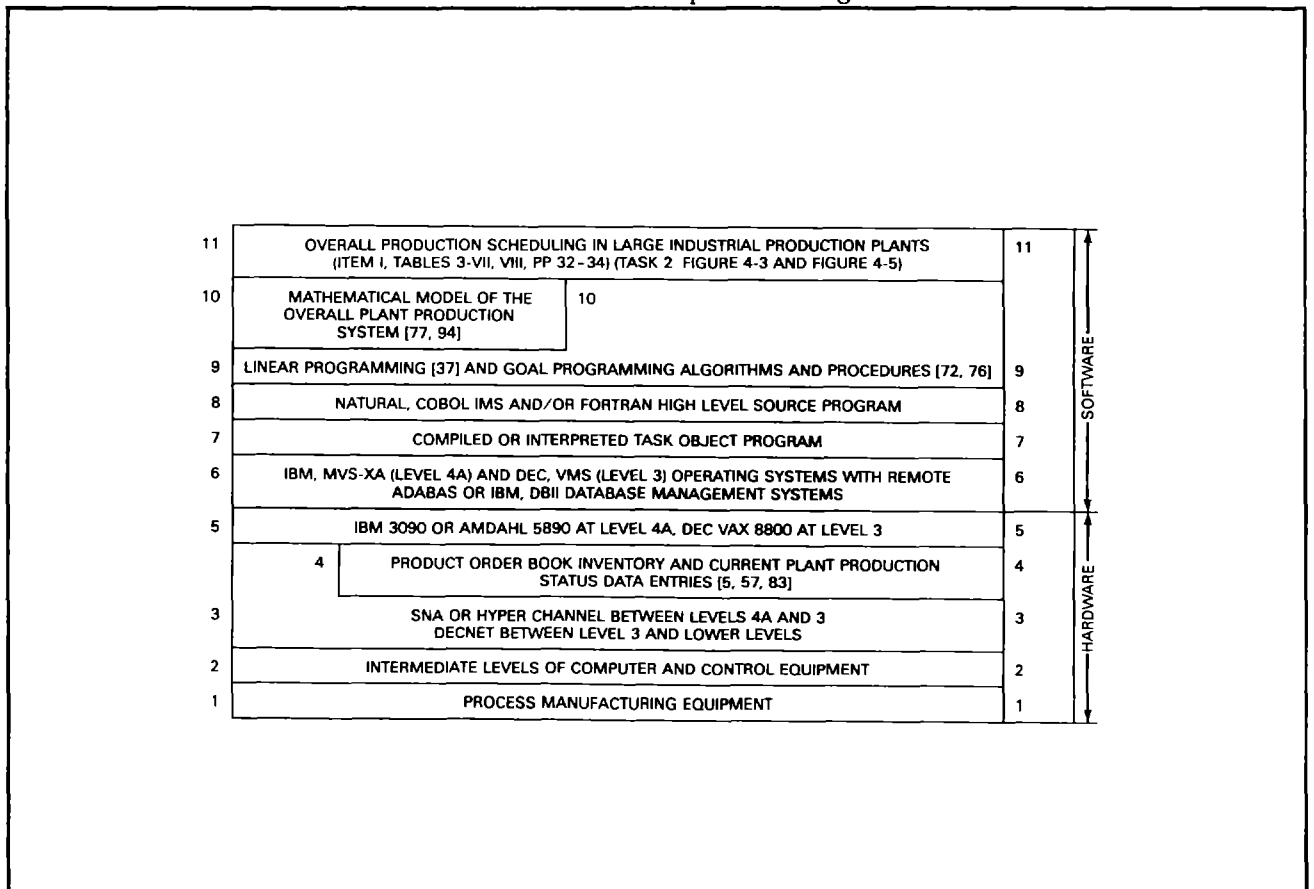 11 OVERALL PRODUCTION SCHEDULING IN LARGE INDUSTRIAL PRODUCTION PLANTS 11
(ITEM I, TABLES 3-VII, VIII, PP 32-34) (TASK 2 FIGURE 4-3 AND FIGURE 4-5)
10 MATHEMATICAL MODEL OF THE 10
OVERALL PLANT PRODUCTION
SYSTEM [77, 94]
9 LINEAR PROGRAMMING [37] AND GOAL PROGRAMMING ALGORITHMS AND PROCEDURES [72, 76] 9
8 NATURAL, COBOL IMS AND/OR FORTRAN HIGH LEVEL SOURCE PROGRAM 8
7 COMPILED OR INTERPRETED TASK OBJECT PROGRAM 7
6 IBM, MVS-XA (LEVEL 4A) AND DEC, VMS (LEVEL 3) OPERATING SYSTEMS WITH REMOTE 6
ADABAS OR IBM, DBII DATABASE MANAGEMENT SYSTEMS
SOFTWARE
5 IBM 3090 OR AMDAHL 5890 AT LEVEL 4A, DEC VAX 8800 AT LEVEL 3 5
4 PRODUCT ORDER BOOK INVENTORY AND CURRENT PLANT PRODUCTION 4
STATUS DATA ENTRIES [5, 57, 83]
3 SNA OR HYPER CHANNEL BETWEEN LEVELS 4A AND 3 3
DECNET BETWEEN LEVEL 3 AND LOWER LEVELS
2 INTERMEDIATE LEVELS OF COMPUTER AND CONTROL EQUIPMENT 2
1 PROCESS MANUFACTURING EQUIPMENT 1
HARDWARE